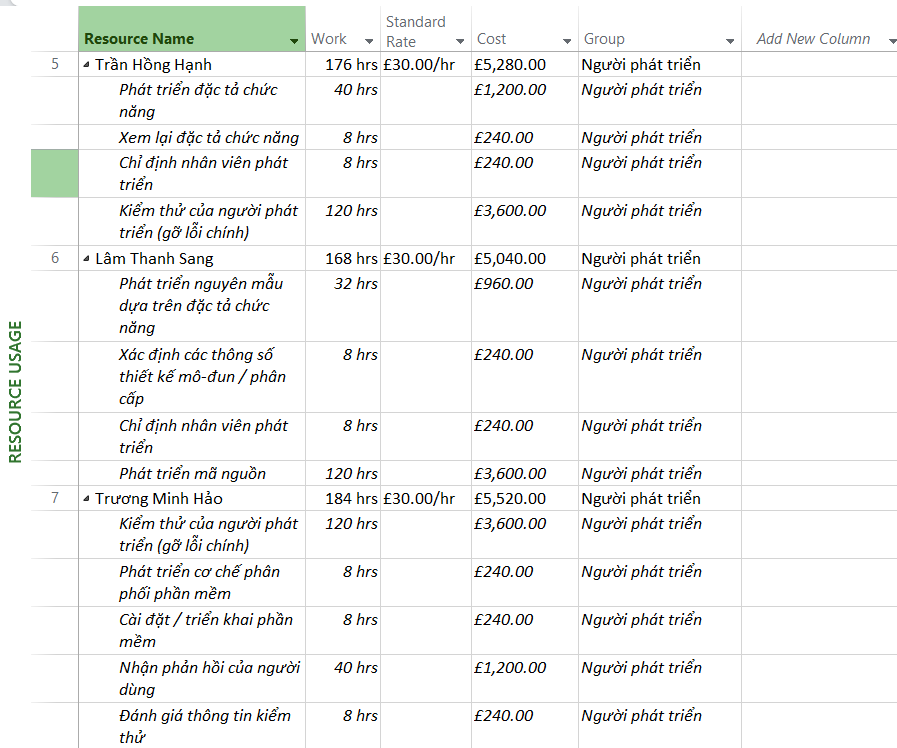 Resource Name Work Standard Rate Cost Group Add New Column
5 Trần Hồng Hạnh 176 hrs £30.00/hr £5,280.00 Người phát triển
Phát triển đặc tả chức 40 hrs £1,200.00 Người phát triển
năng
Xem lại đặc tả chức năng 8 hrs £240.00 Người phát triển
Chỉ định nhân viên phát 8 hrs £240.00 Người phát triển
triển
Kiểm thử của người phát 120 hrs £3,600.00 Người phát triển
triển (gỡ lỗi chính)
6 Lâm Thanh Sang 168 hrs £30.00/hr £5,040.00 Người phát triển
Phát triển nguyên mẫu 32 hrs £960.00 Người phát triển
dựa trên đặc tả chức
năng
Xác định các thông số 8 hrs £240.00 Người phát triển
thiết kế mô-đun / phân
cấp
Chỉ định nhân viên phát 8 hrs £240.00 Người phát triển
triển
Phát triển mã nguồn 120 hrs £3,600.00 Người phát triển
7 Trương Minh Hảo 184 hrs £30.00/hr £5,520.00 Người phát triển
Kiểm thử của người phát 120 hrs £3,600.00 Người phát triển
triển (gỡ lỗi chính)
Phát triển cơ chế phân 8 hrs £240.00 Người phát triển
phối phần mềm
Cài đặt / triển khai phần 8 hrs £240.00 Người phát triển
mềm
Nhận phản hồi của người 40 hrs £1,200.00 Người phát triển
dùng
Đánh giá thông tin kiểm 8 hrs £240.00 Người phát triển
thử
RESOURCE USAGE